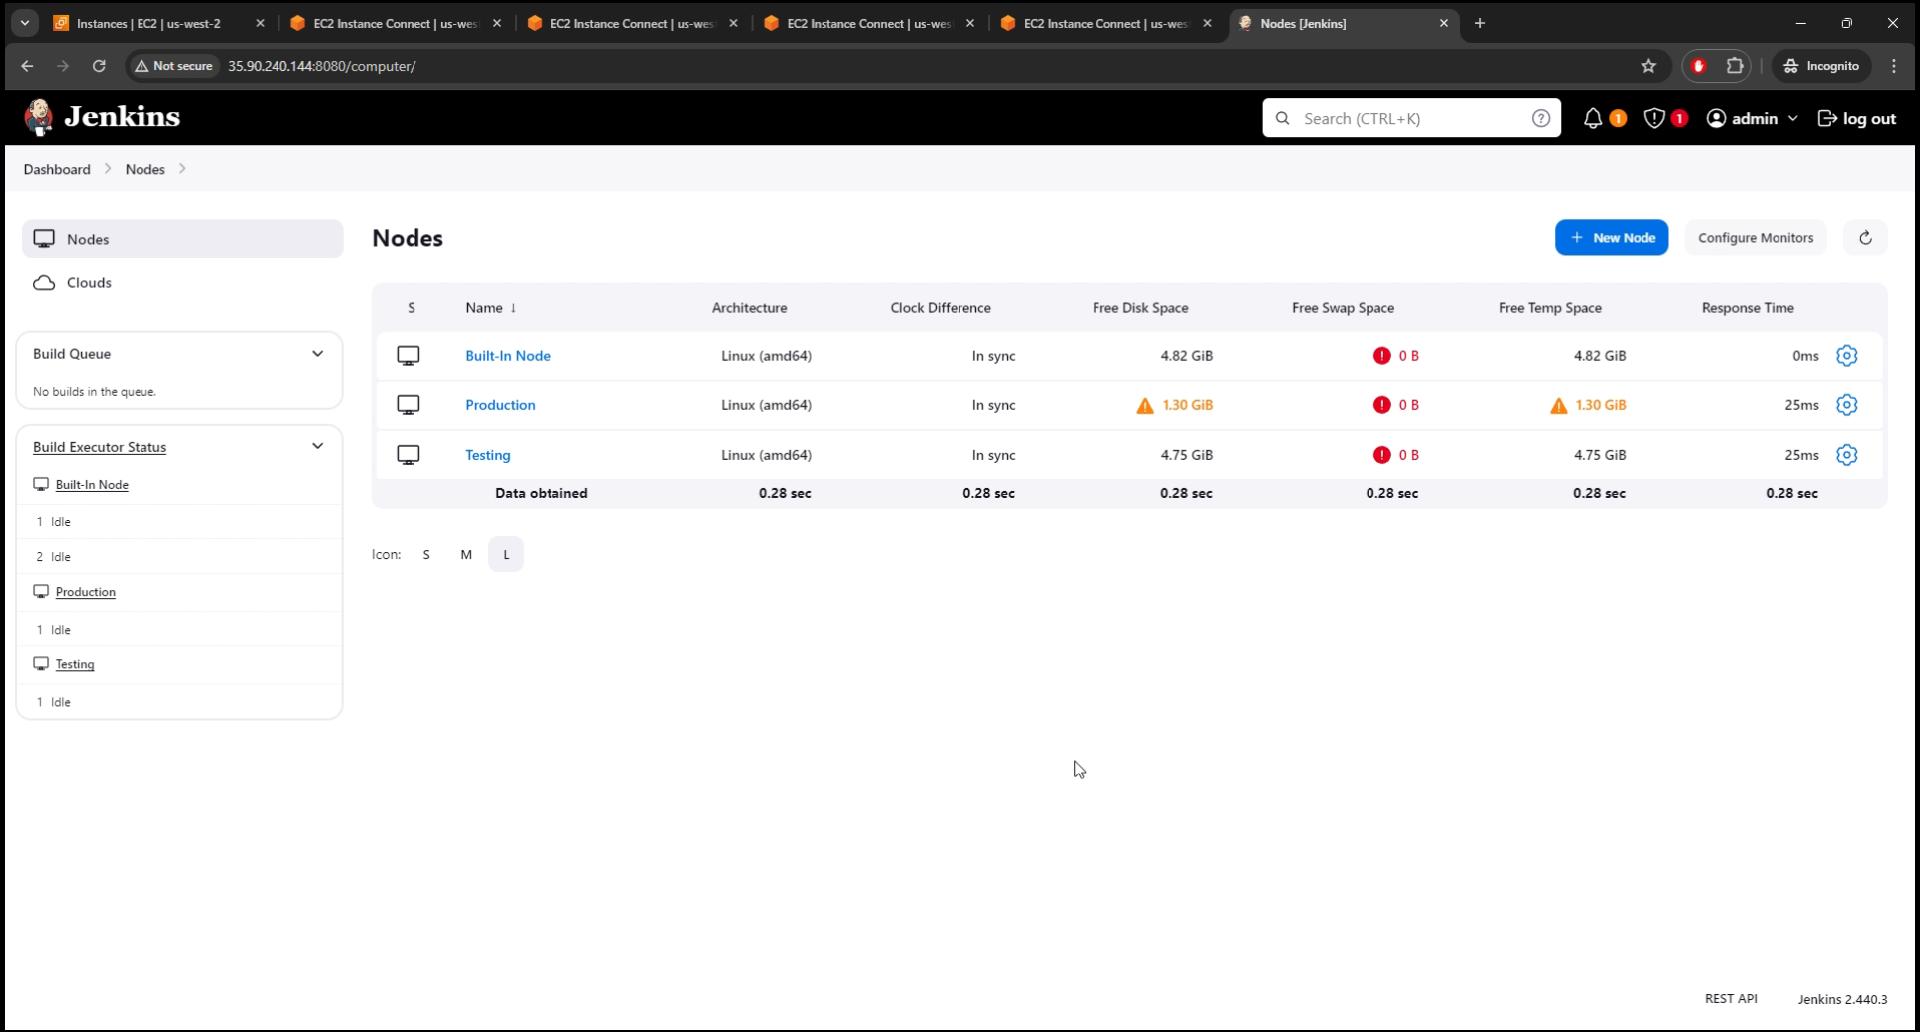 Instances | EC2 | us-west-2
EC2 Instance Connect | us-wes
EC2 Instance Connect | us-wes
EC2 Instance Connect | us-wes
EC2 Instance Connect | us-wes
Nodes [Jenkins]
Not secure
35.90.240.144:8080/computer/
Incognito
Jenkins
Search (CTRL+K)
1
1
admin
log out
Dashboard
Nodes
Nodes
Clouds
Build Queue
No builds in the queue.
Build Executor Status
Built-In Node
1 Idle
2 Idle
Production
1 Idle
Testing
1 Idle
Nodes
+ New Node
Configure Monitors
S Name ↓ Architecture Clock Difference Free Disk Space Free Swap Space Free Temp Space Response Time
Built-In Node Linux (amd64) In sync 4.82 GiB 0 B 4.82 GiB 0ms
Production Linux (amd64) In sync 1.30 GiB 0 B 1.30 GiB 25ms
Testing Linux (amd64) In sync 4.75 GiB 0 B 4.75 GiB 25ms
Data obtained 0.28 sec 0.28 sec 0.28 sec 0.28 sec 0.28 sec 0.28 sec
Icon: S M L
REST API
Jenkins 2.440.3